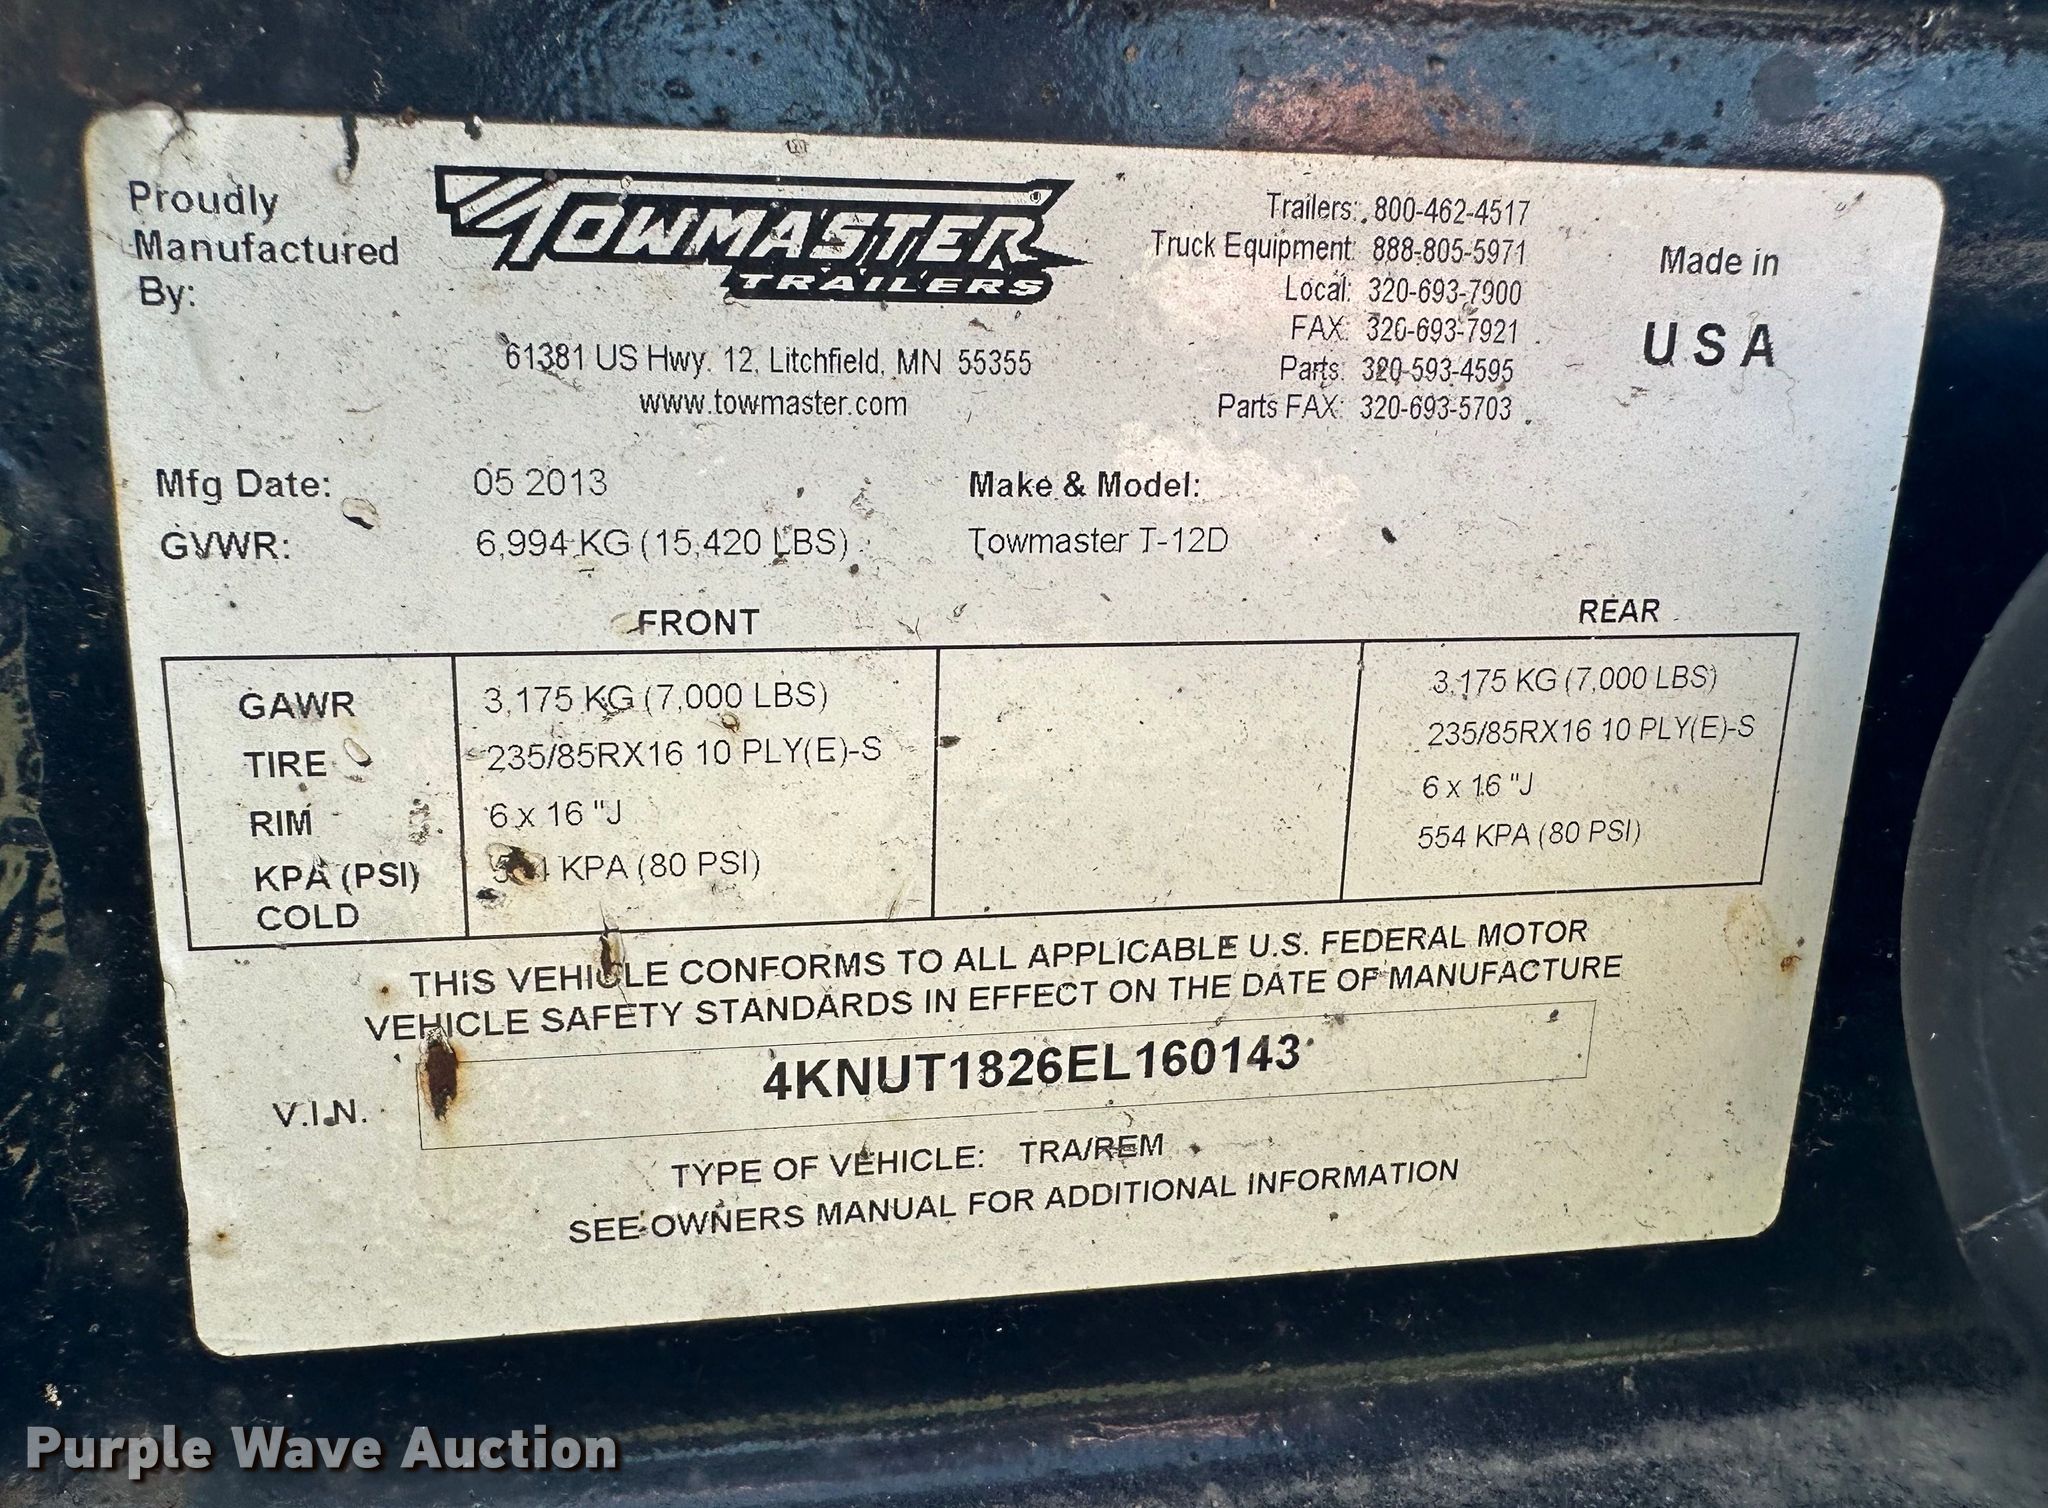 Proudly
Manufactured
By:
TOWMASTER
TRAILERS
61381 US Hwy. 12, Litchfield, MN 55355
www.towmaster.com
Trailers: 800-462-4517
Truck Equipment: 888-805-5971
Local: 320-693-7900
FAX: 320-693-7921
Parts: 320-593-4595
Parts FAX: 320-693-5703
Made in
USA
Mfg Date: 05 2013
Make & Model:
GVWR: 6,994 KG (15,420 LBS)
Towmaster T-12D
FRONT REAR
GAWR 3,175 KG (7,000 LBS) 3,175 KG (7,000 LBS)
TIRE 235/85RX16 10 PLY(E)-S 235/85RX16 10 PLY(E)-S
RIM 6 x 16 "J 6 x 16 "J
KPA (PSI) KPA (80 PSI) 554 KPA (80 PSI)
COLD
THIS VEHICLE CONFORMS TO ALL APPLICABLE U.S. FEDERAL MOTOR
VEHICLE SAFETY STANDARDS IN EFFECT ON THE DATE OF MANUFACTURE
V.I.N. 4KNUT1826EL160143
TYPE OF VEHICLE: TRA/REM
SEE OWNERS MANUAL FOR ADDITIONAL INFORMATION
Purple Wave Auction